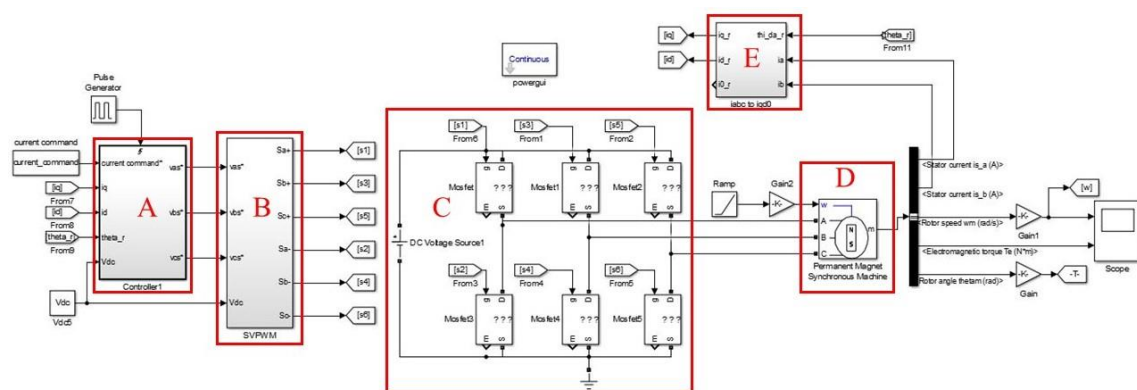 Pulse
Generator
current command
current_command
[iq]
From7
[id]
From8
[theta_r]
From9
Vdc
Vdc5
current command*
iq
id
theta_r
Vdc
vas*
vbs*
vcs*
A
Controller1
vas*
vbs*
vcs*
Vdc
B
Sa+
Sb+
Sc+
Sa-
Sb-
Sc-
SVPWM
[s1]
[s3]
[s5]
[s2]
[s4]
[s6]
Continuous
powergui
C
DC Voltage Source1
[s1]
From6
[s3]
From1
[s5]
From2
g
D
???
m
S
Mosfet
g
D
???
m
S
Mosfet1
g
D
???
m
S
Mosfet2
[s2]
From3
[s4]
From4
[s6]
From5
g
D
???
m
S
Mosfet3
g
D
???
m
S
Mosfet4
g
D
???
m
S
Mosfet5
[iq]
[id]
iq_r
id_r
i0_r
E
thi_da_r
ia
ib
iabc to iqd0
From11
Ramp
-K-
Gain2
D
w
A
B
C
N
S
m
Permanent Magnet
Synchronous Machine
<Stator current is_a (A)>
<Stator current is_b (A)>
<Rotor speed wm (rad/s)>
<Electromagnetic torque Te (N*m)>
Rotor angle thetam (rad)>
-K-
Gain1
[w]
-K-
Gain
-T-
Scope